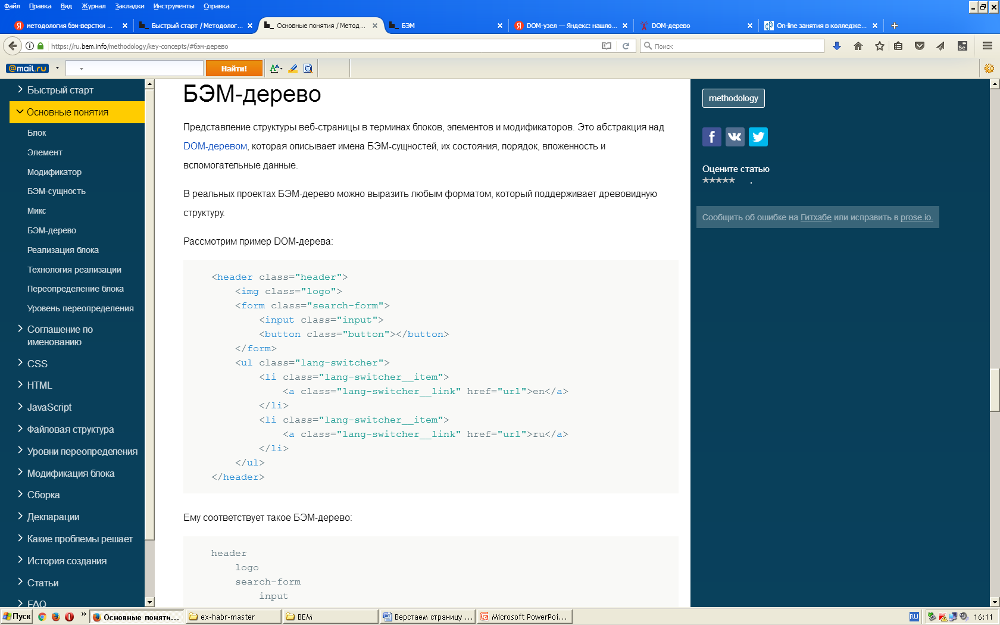 Файл Правка Вид Журнал Закладки Инструменты Справка
методология бэм-верстки ...
Быстрый старт / Методолог...
Основные понятия / Метод...
БЭМ
DOM-узел — Яндекс: нашло...
DOM-дерево
On-line занятия в колледже...
https://ru.bem.info/methodology/key-concepts/#бэм-дерево
Поиск
@mail.ru
Найти!
Быстрый старт
Основные понятия
Блок
Элемент
Модификатор
БЭМ-сущность
Микс
БЭМ-дерево
Реализация блока
Технология реализации
Переопределение блока
Уровень переопределения
Соглашение по
именованию
CSS
HTML
JavaScript
Файловая структура
Уровни переопределения
Модификация блока
Сборка
Декларации
Какие проблемы решает
История создания
Статьи
FAQ
БЭМ-дерево
Представление структуры веб-страницы в терминах блоков, элементов и модификаторов. Это абстракция над
DOM-деревом, которая описывает имена БЭМ-сущностей, их состояния, порядок, вложенность и
вспомогательные данные.
В реальных проектах БЭМ-дерево можно выразить любым форматом, который поддерживает древовидную
структуру.
Рассмотрим пример DOM-дерева:
<header class="header">
<img class="logo">
<form class="search-form">
<input class="input">
<button class="button"></button>
</form>
<ul class="lang-switcher">
<li class="lang-switcher__item">
<a class="lang-switcher__link" href="url">en</a>
</li>
<li class="lang-switcher__item">
<a class="lang-switcher__link" href="url">ru</a>
</li>
</ul>
</header>
Ему соответствует такое БЭМ-дерево:
header
logo
search-form
input
methodology
Оцените статью
Сообщить об ошибке на Гитхабе или исправить в prose.io.
Пуск
Основные поняти...
ex-habr-master
BEM
Верстаем страницу ...
Microsoft PowerPoi...
RU
16:11